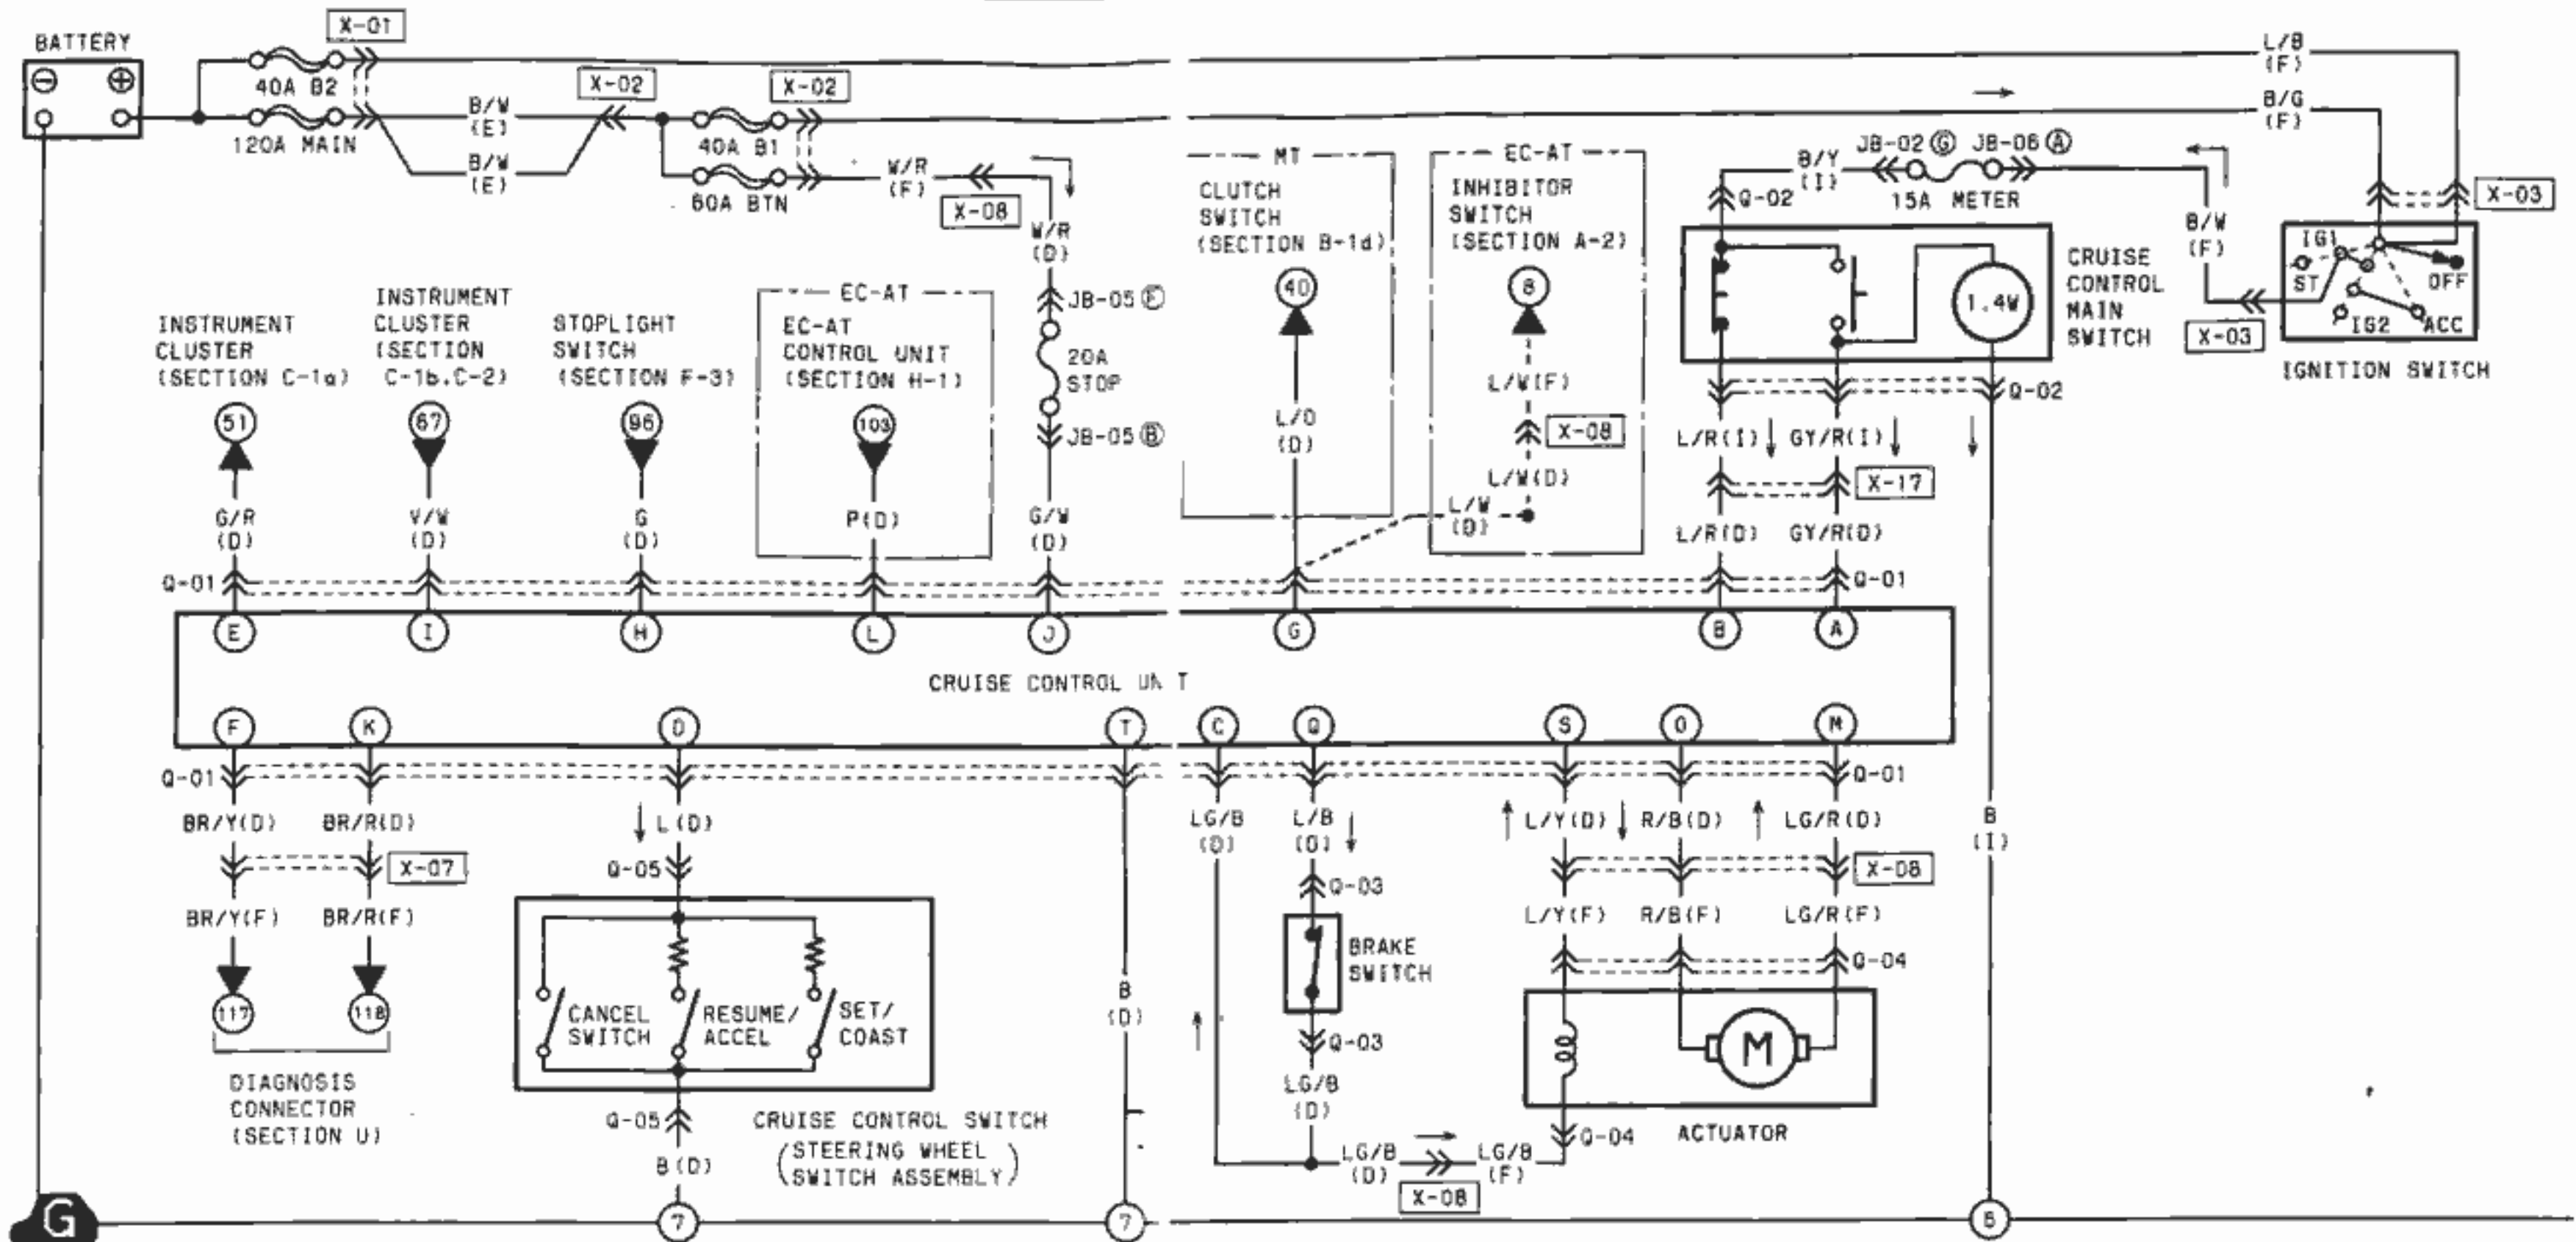 BATTERY
X-01
40A B2
120A MAIN
B/W
(E)
B/W
(E)
X-02
40A B1
X-02
60A BTN
W/R
(F)
X-08
W/R
(D)
L/B
(F)
B/G
(F)
MT
CLUTCH
SWITCH
(SECTION B-1d)
40
L/O
(D)
EC-AT
INHIBITOR
SWITCH
(SECTION A-2)
8
L/W(F)
X-08
L/W(D)
L/W
(D)
B/Y
(I)
JB-02 G
JB-06 A
15A METER
Q-02
B/W
(F)
X-03
X-03
IG1
ST
OFF
IG2
ACC
IGNITION SWITCH
1.4W
CRUISE
CONTROL
MAIN
SWITCH
Q-02
L/R(I)
GY/R(I)
X-17
L/R(D)
GY/R(D)
INSTRUMENT
CLUSTER
(SECTION C-1a)
51
G/R
(D)
INSTRUMENT
CLUSTER
(SECTION
C-1b,C-2)
67
V/W
(D)
STOPLIGHT
SWITCH
(SECTION F-3)
96
G
(D)
EC-AT
EC-AT
CONTROL UNIT
(SECTION H-1)
103
P(D)
JB-05 F
20A
STOP
JB-05 B
G/W
(D)
Q-01
Q-01
E I H L J G B A
CRUISE CONTROL UN T
F K D T C Q S O M
Q-01
Q-01
BR/Y(D)
BR/R(D)
X-07
BR/Y(F)
BR/R(F)
117
118
DIAGNOSIS
CONNECTOR
(SECTION U)
L(D)
Q-05
CANCEL
SWITCH
RESUME/
ACCEL
SET/
COAST
Q-05
CRUISE CONTROL SWITCH
(STEERING WHEEL
SWITCH ASSEMBLY)
B(D)
7
B
(D)
7
LG/B
(D)
L/B
(D)
Q-03
BRAKE
SWITCH
Q-03
LG/B
(D)
LG/B
(D)
X-08
LG/B
(F)
L/Y(D)
R/B(D)
LG/R(D)
X-08
L/Y(F)
R/B(F)
LG/R(F)
Q-04
M
Q-04
ACTUATOR
B
(I)
G